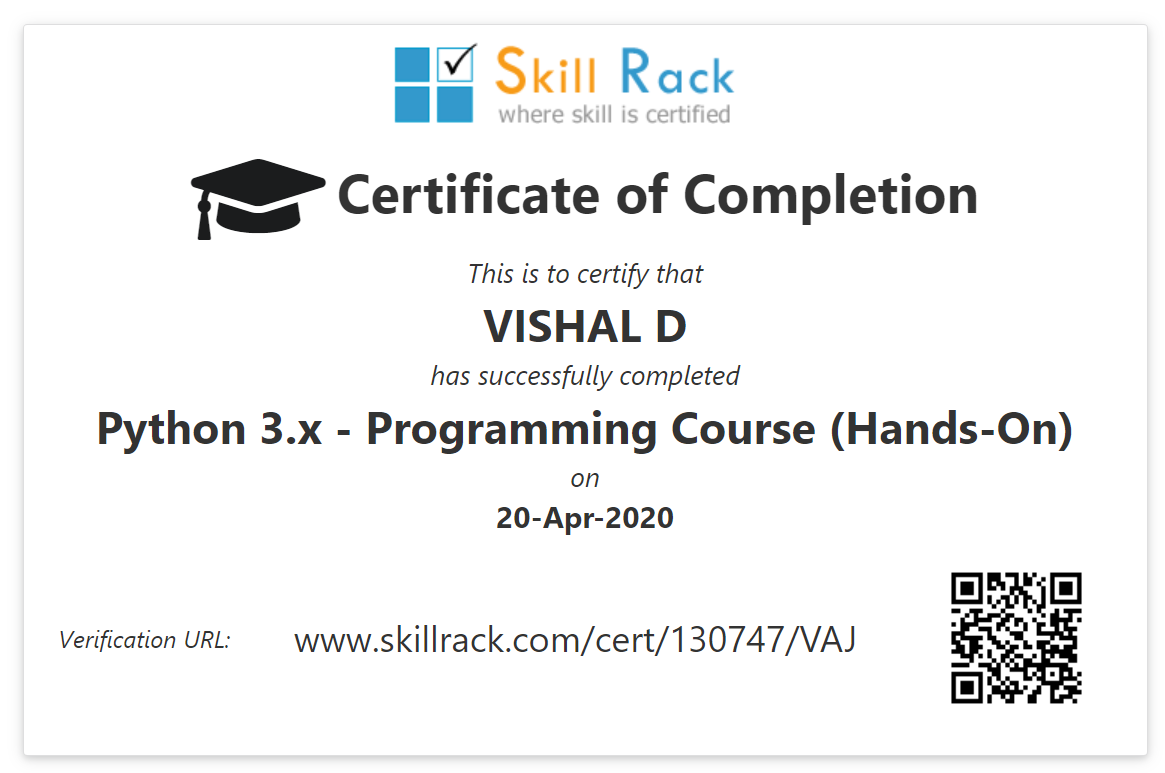 Skill Rack
where skill is certified
Certificate of Completion
This is to certify that
VISHAL D
has successfully completed
Python 3.x - Programming Course (Hands-On)
on
20-Apr-2020
Verification URL: www.skillrack.com/cert/130747/VAJ